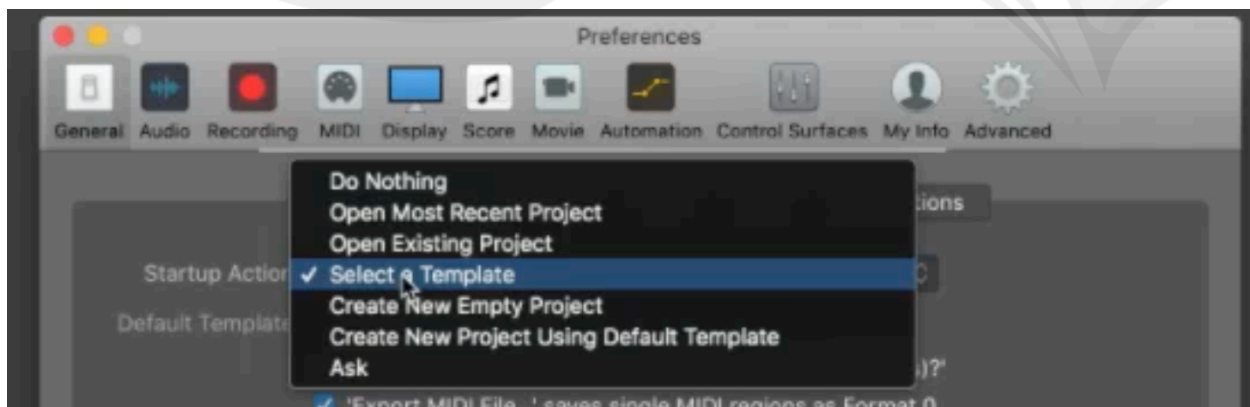 Preferences
General Audio Recording MIDI Display Score Movie Automation Control Surfaces My Info Advanced
Do Nothing
Open Most Recent Project
tions
Open Existing Project
Startup Action ✓ Select a Template
Create New Empty Project
Default Template
Create New Project Using Default Template
Ask
)?'
'Export MIDI File...' saves single MIDI regions as Format 0